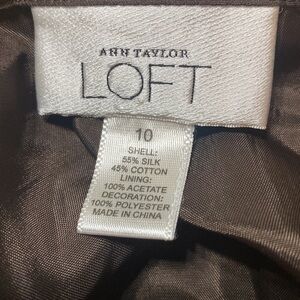 ANN TAYLOR
LOFT
10
SHELL:
55% SILK
45% COTTON
LINING:
100% ACETATE
DECORATION:
100% POLYESTER
MADE IN CHINA